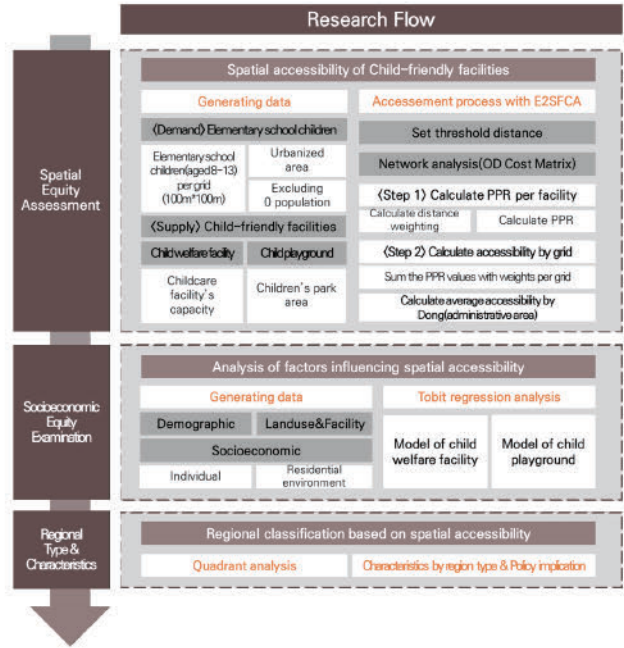 Research Flow
Spatial
Equity
Assessment
Spatial accessibility of Child-friendly facilities
Generating data
〈Demand〉 Elementary school children
Elementary school
children(aged 8-13)
per grid
(100m*100m)
Urbanized
area
Excluding
0 population
〈Supply〉 Child-friendly facilities
Child welfare facility
Child playground
Childcare
facility's
capacity
Children's park
area
Accessement process with E2SFCA
Set threshold distance
Network analysis(OD Cost Matrix)
〈Step 1〉 Calculate PPR per facility
Calculate distance
weighting
Calculate PPR
〈Step 2〉 Calculate accessibility by grid
Sum the PPR values with weights per grid
Calculate average accessibility by
Dong(administrative area)
Socioeconomic
Equity
Examination
Analysis of factors influencing spatial accessibility
Generating data
Demographic
Landuse&Facility
Socioeconomic
Individual
Residential
environment
Tobit regression analysis
Model of child
welfare facility
Model of child
playground
Regional
Type &
Characteristics
Regional classification based on spatial accessibility
Quadrant analysis
Characteristics by region type & Policy implication